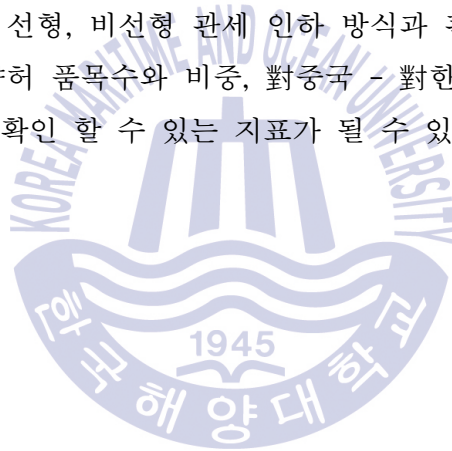 선형, 비선형 관세 인하 방식과
허 품목수와 비중, 對중국 - 對한
확인 할 수 있는 지표가 될 수 있
KOREA MARITIME AND OCEAN UNIVERSITY
1945
한국해양대학교